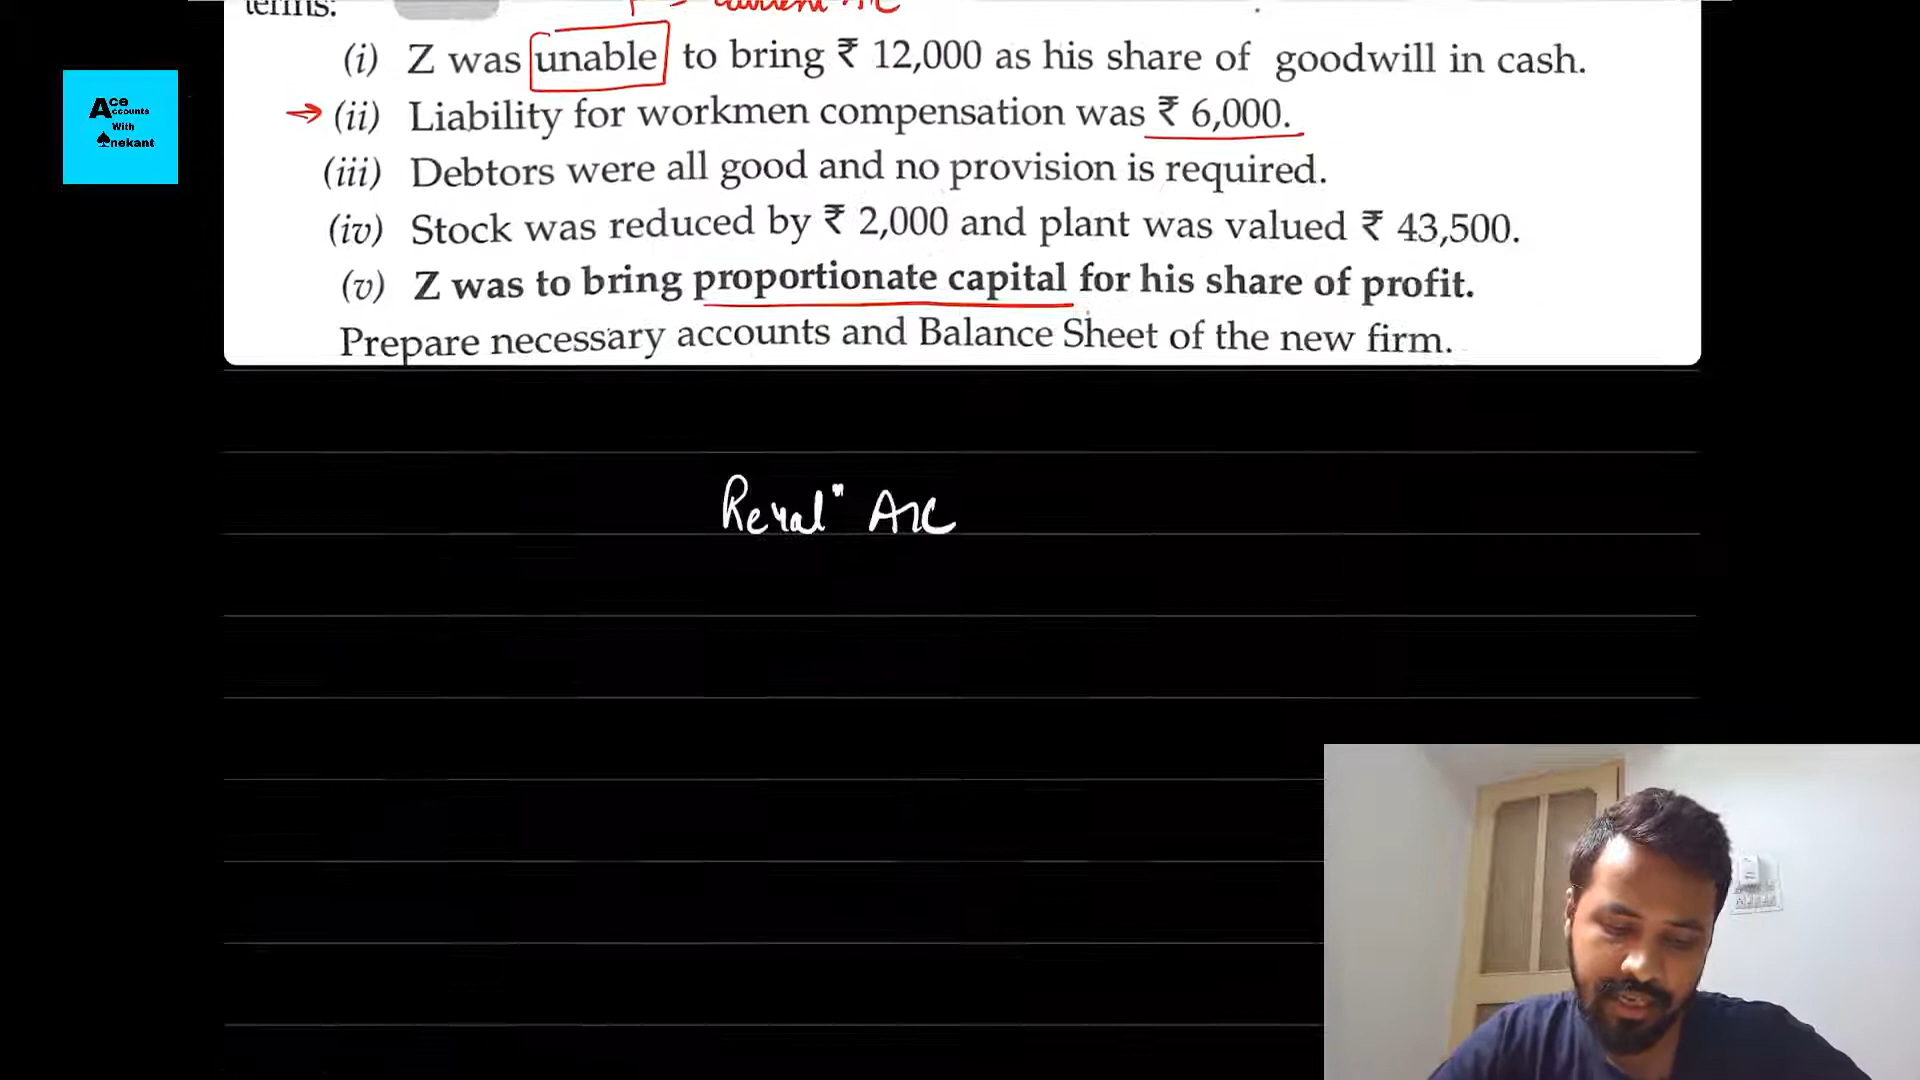 terms:
current A/C
(i) Z was unable to bring ₹ 12,000 as his share of goodwill in cash.
(ii) Liability for workmen compensation was ₹ 6,000.
(iii) Debtors were all good and no provision is required.
(iv) Stock was reduced by ₹ 2,000 and plant was valued ₹ 43,500.
(v) Z was to bring proportionate capital for his share of profit.
Prepare necessary accounts and Balance Sheet of the new firm.
Ace
Accounts
With
Anekant
Reval" A/C